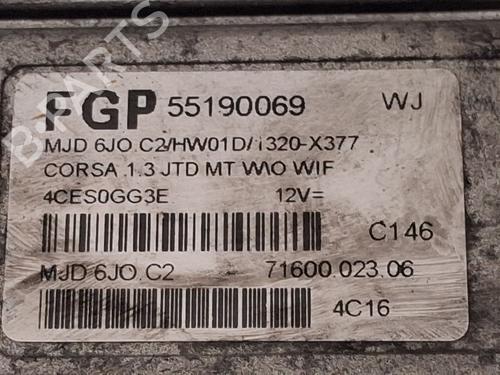 FGP 55190069 WJ
MJD 6JO.C2/HW01D/1320-X377
CORSA 1.3 JTD MT W\O WIF
4CES0GG3E 12V=
C146
MJD 6JO.C2 71600.023.06
4C16
B-PARTS